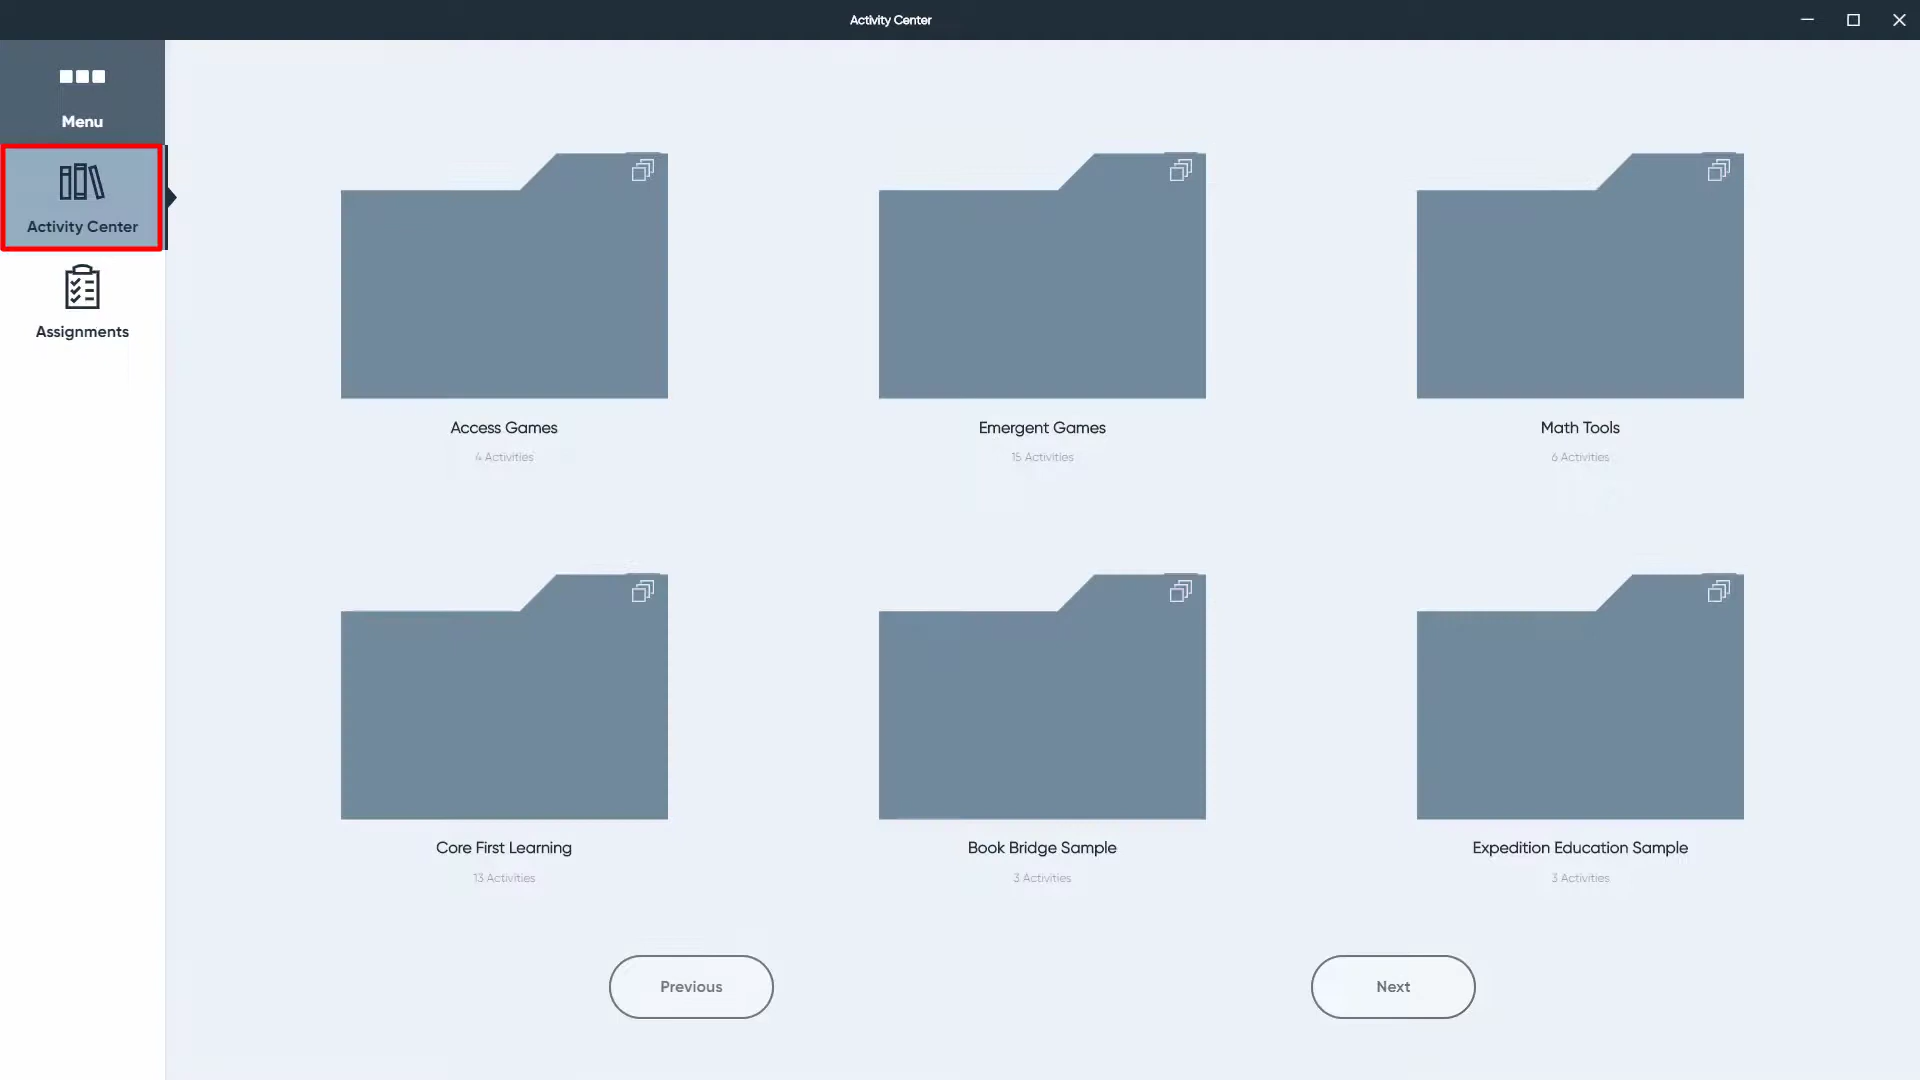 Activity Center
Menu
Activity Center
Assignments
Access Games
4 Activities
Emergent Games
15 Activities
Math Tools
6 Activities
Core First Learning
13 Activities
Book Bridge Sample
3 Activities
Expedition Education Sample
3 Activities
Previous
Next